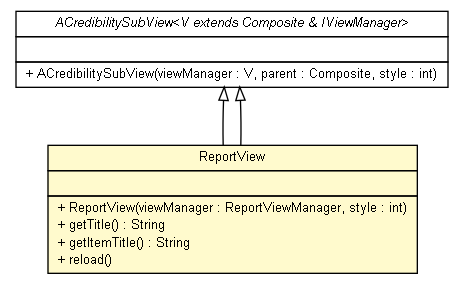 ACredibilitySubView<V extends Composite & IViewManager>
+ ACredibilitySubView(viewManager : V, parent : Composite, style : int)
ReportView
+ ReportView(viewManager : ReportViewManager, style : int)
+ getTitle() : String
+ getItemTitle() : String
+ reload()